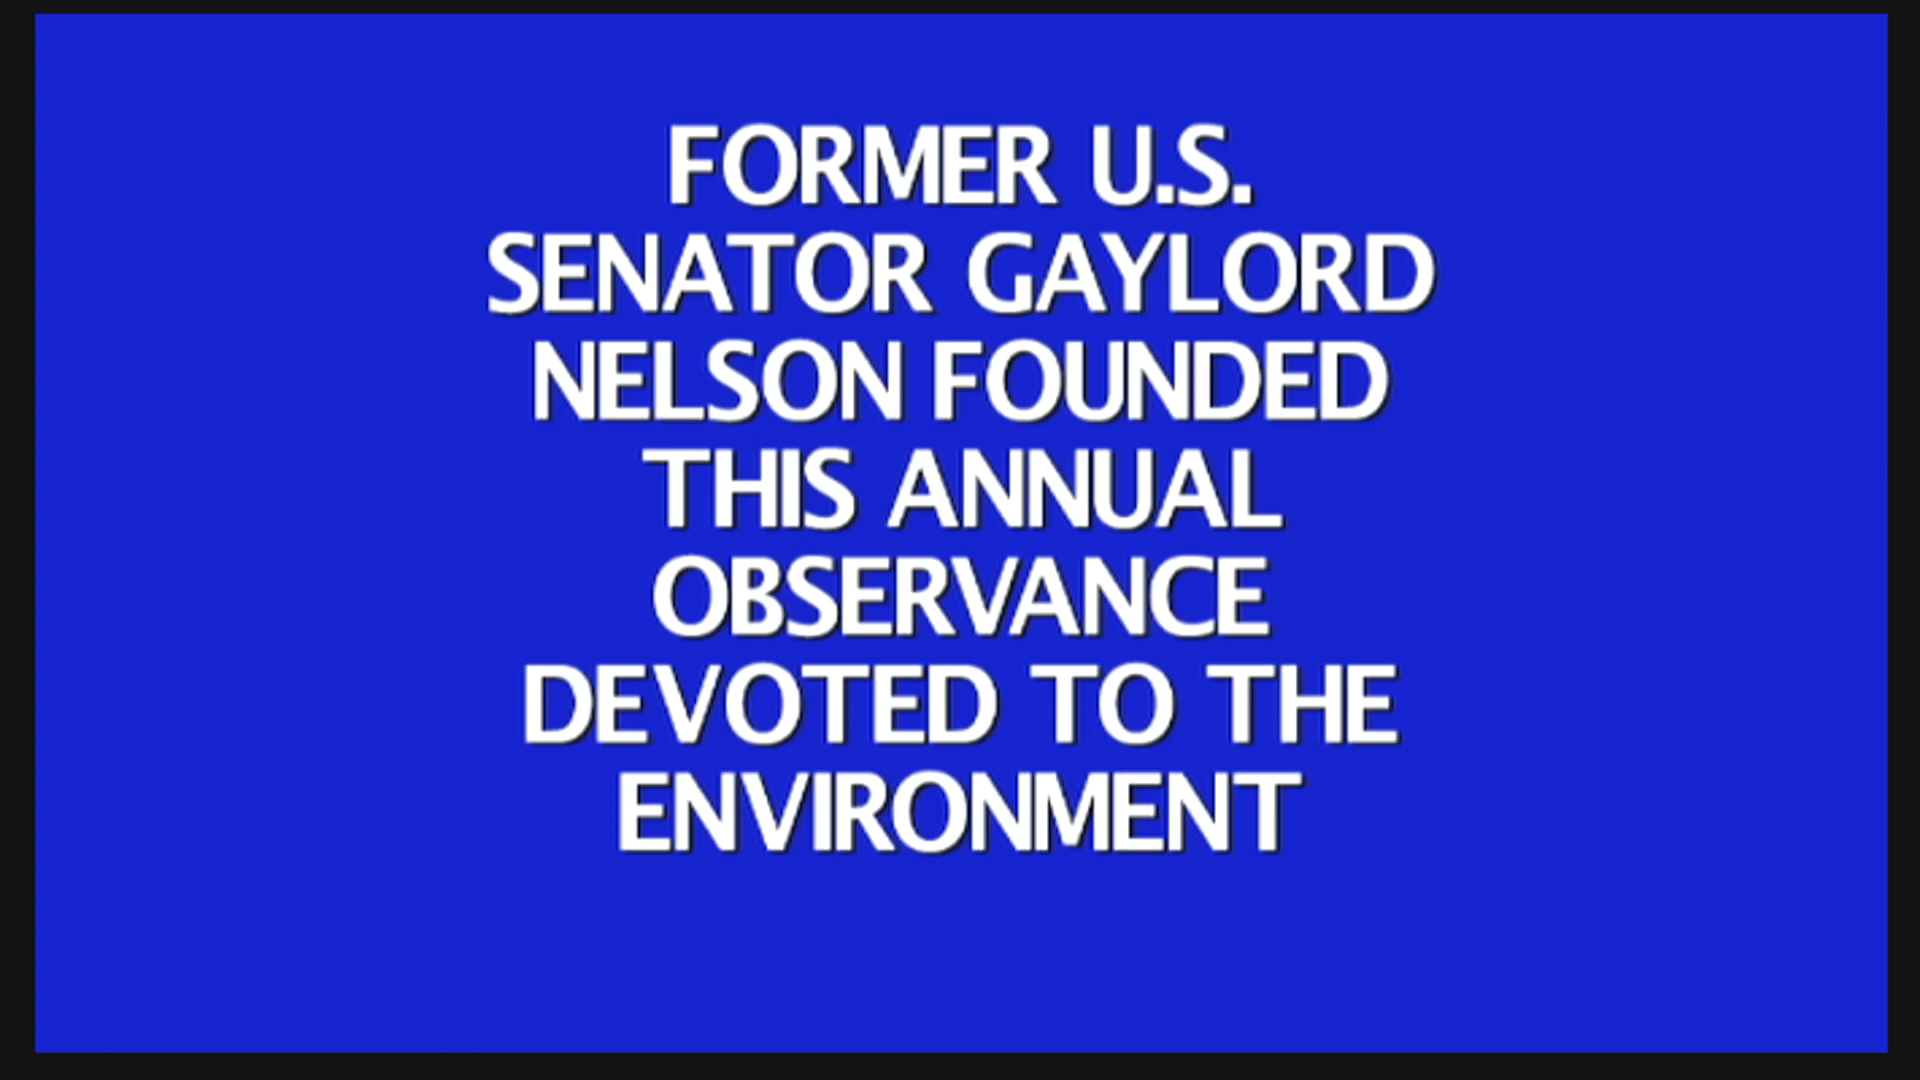 FORMER U.S.
SENATOR GAYLORD
NELSON FOUNDED
THIS ANNUAL
OBSERVANCE
DEVOTED TO THE
ENVIRONMENT